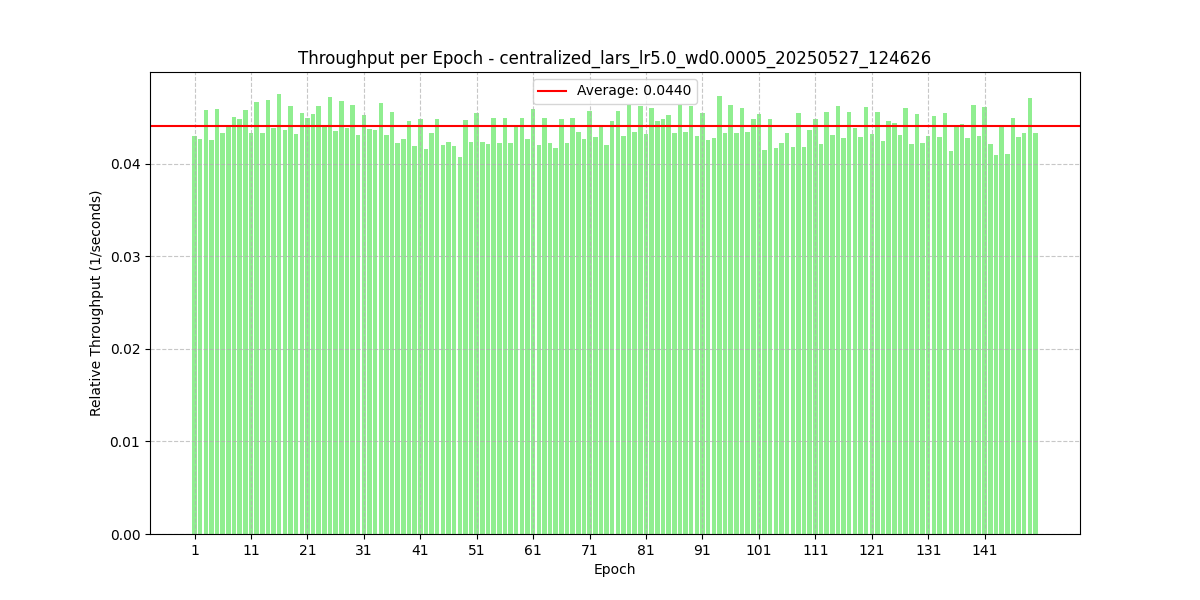 Throughput per Epoch - centralized_lars_lr5.0_wd0.0005_20250527_124626
Average: 0.0440
Relative Throughput (1/seconds)
0.04
0.03
0.02
0.01
0.00
1 11 21 31 41 51 61 71 81 91 101 111 121 131 141
Epoch